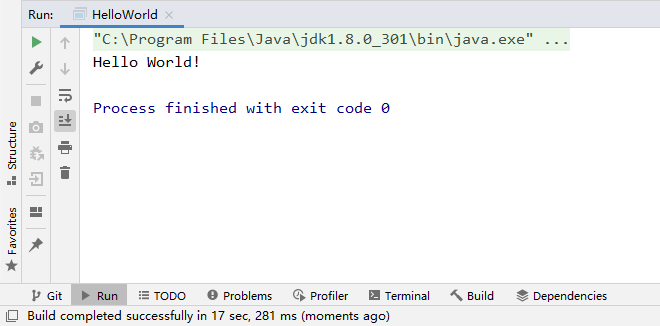 Run: HelloWorld
"C:\Program Files\Java\jdk1.8.0_301\bin\java.exe" ...
Hello World!
Process finished with exit code 0
Structure
Favorites
Git Run TODO Problems Profiler Terminal Build Dependencies
Build completed successfully in 17 sec, 281 ms (moments ago)